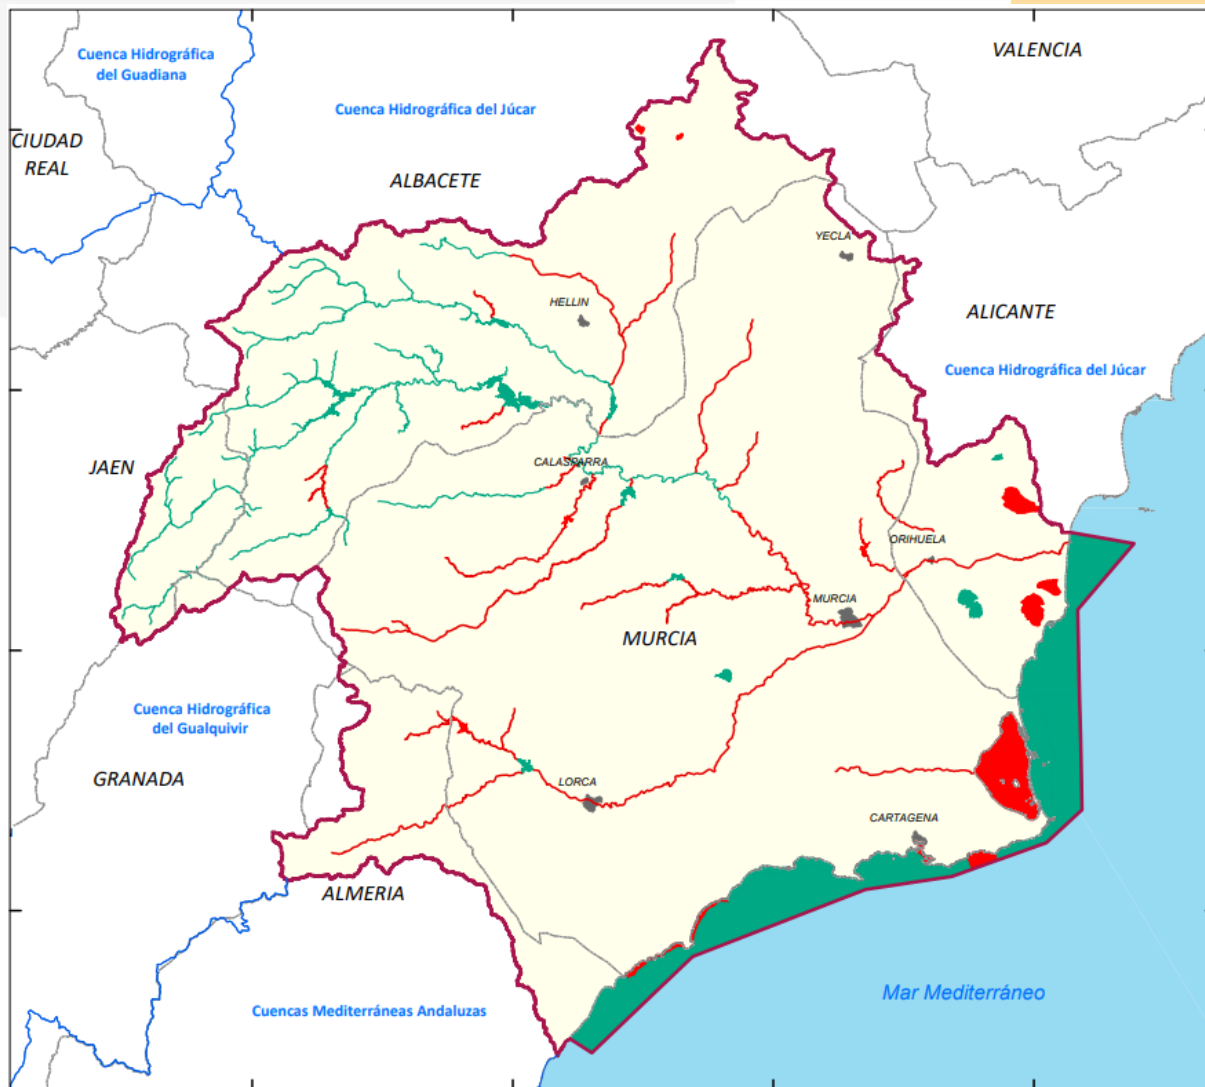 VALENCIA
Cuenca Hidrográfica
del Guadiana
Cuenca Hidrográfica del Júcar
CIUDAD
REAL
ALBACETE
YECLA
HELLIN
ALICANTE
Cuenca Hidrográfica del Júcar
JAEN
CALASPARRA
ORIHUELA
MURCIA
MURCIA
Cuenca Hidrográfica
del Gualquivir
GRANADA
LORCA
CARTAGENA
ALMERIA
Mar Mediterráneo
Cuencas Mediterráneas Andaluzas